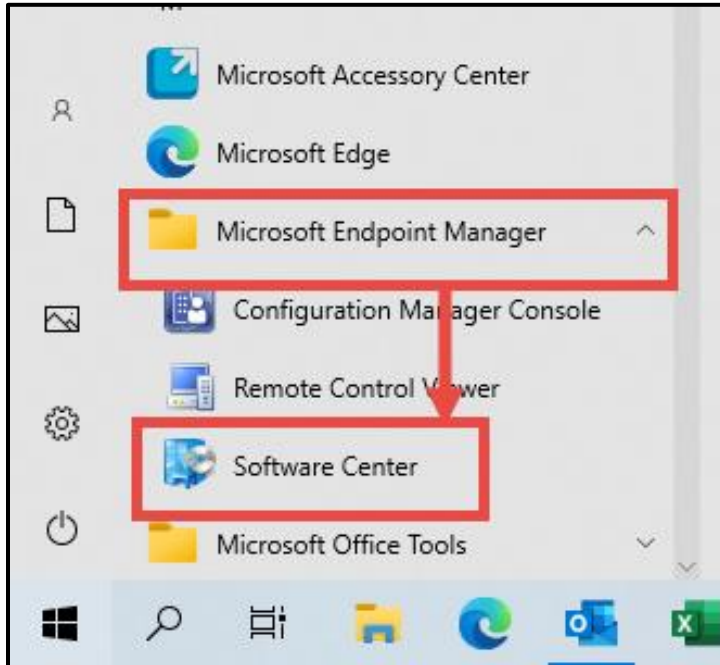 Microsoft Accessory Center
Microsoft Edge
Microsoft Endpoint Manager
Configuration Manager Console
Remote Control Viewer
Software Center
Microsoft Office Tools